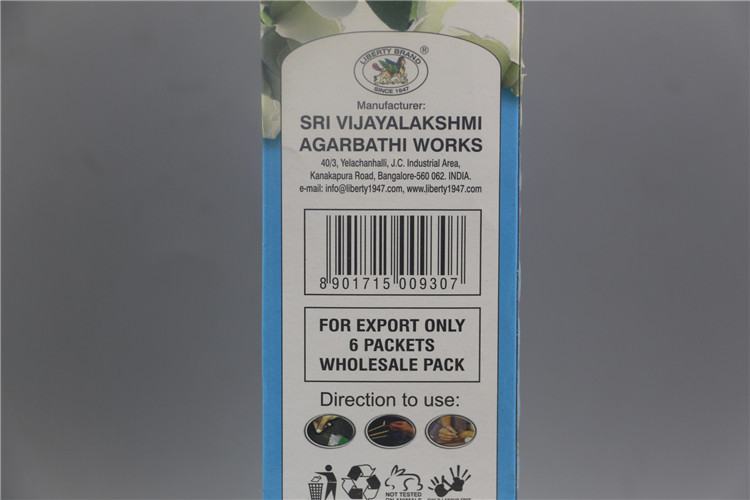 LIBERTY BRAND
®
SINCE 1947
Manufacturer:
SRI VIJAYALAKSHMI
AGARBATHI WORKS
40/3, Yelachanhalli, J.C. Industrial Area,
Kanakapura Road, Bangalore-560 062. INDIA.
e-mail: info@liberty1947.com, www.liberty1947.com
8 901715 009307
FOR EXPORT ONLY
6 PACKETS
WHOLESALE PACK
Direction to use:
NOT TESTED
ON ANIMALS